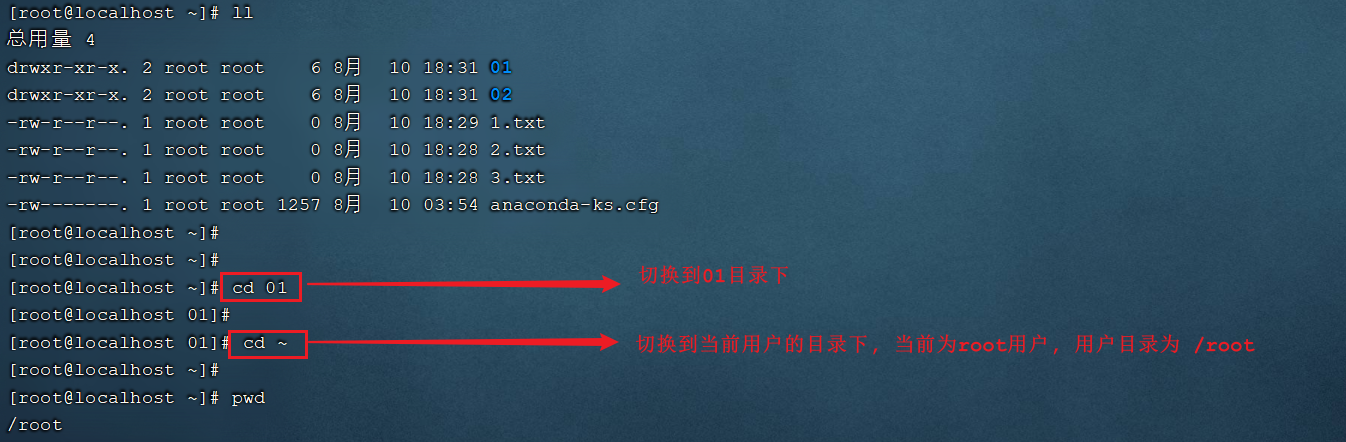 [root@localhost ~]# ll
总用量 4
drwxr-xr-x. 2 root root    6 8月  10 18:31 01
drwxr-xr-x. 2 root root    6 8月  10 18:31 02
-rw-r--r--. 1 root root    0 8月  10 18:29 1.txt
-rw-r--r--. 1 root root    0 8月  10 18:28 2.txt
-rw-r--r--. 1 root root    0 8月  10 18:28 3.txt
-rw-------. 1 root root 1257 8月  10 03:54 anaconda-ks.cfg
[root@localhost ~]#
[root@localhost ~]#
[root@localhost ~]# cd 01 切换到01目录下
[root@localhost 01]#
[root@localhost 01]# cd ~ 切换到当前用户的目录下, 当前为root用户, 用户目录为 /root
[root@localhost ~]#
[root@localhost ~]# pwd
/root